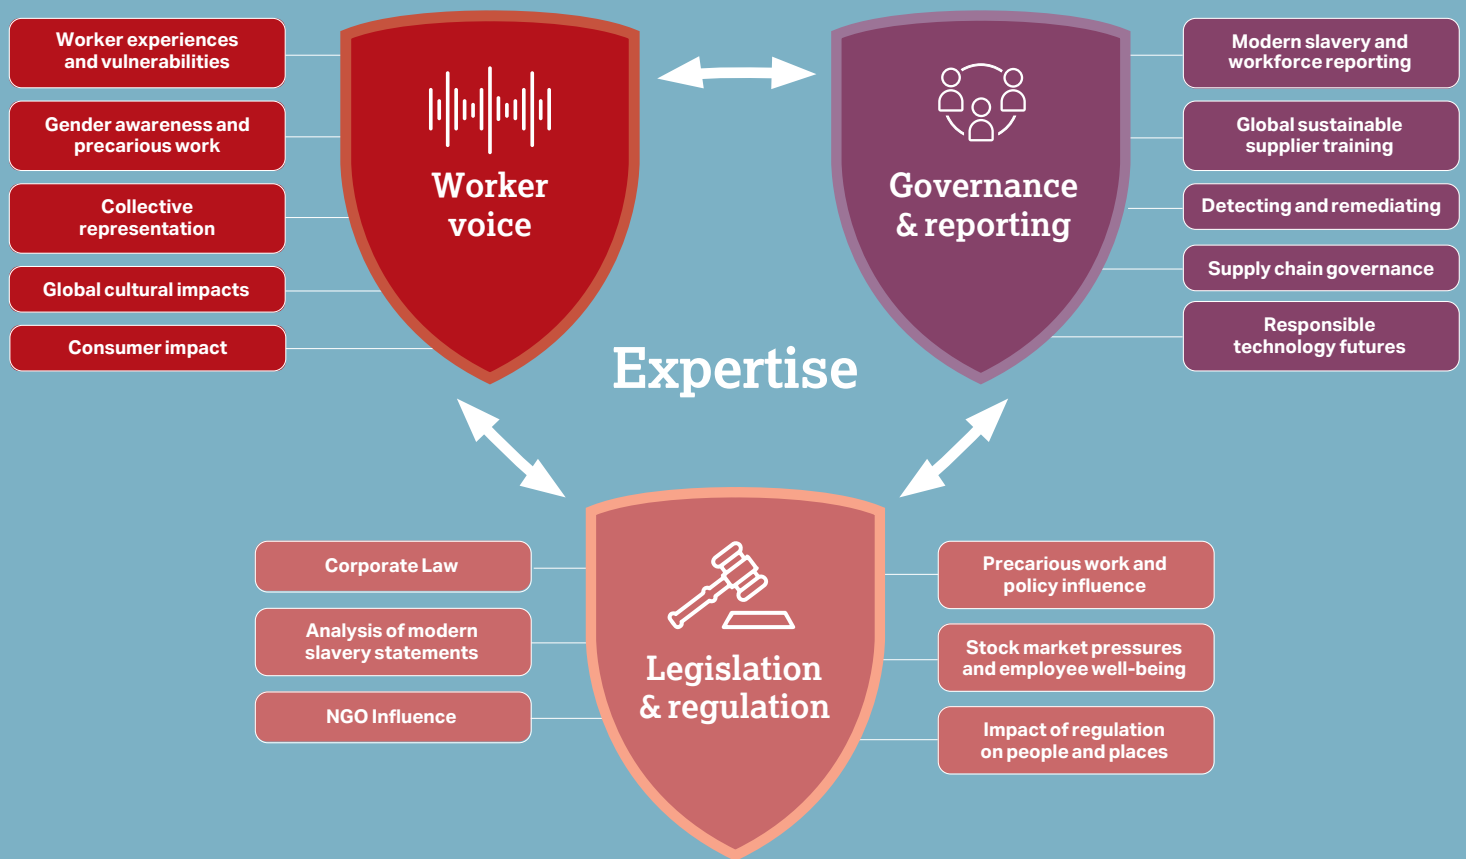 Worker experiences
and vulnerabilities
Gender awareness and
precarious work
Collective
representation
Global cultural impacts
Consumer impact
Worker
voice
Governance
& reporting
Modern slavery and
workforce reporting
Global sustainable
supplier training
Detecting and remediating
Supply chain governance
Responsible
technology futures
Expertise
Corporate Law
Analysis of modern
slavery statements
NGO Influence
Legislation
& regulation
Precarious work and
policy influence
Stock market pressures
and employee well-being
Impact of regulation
on people and places